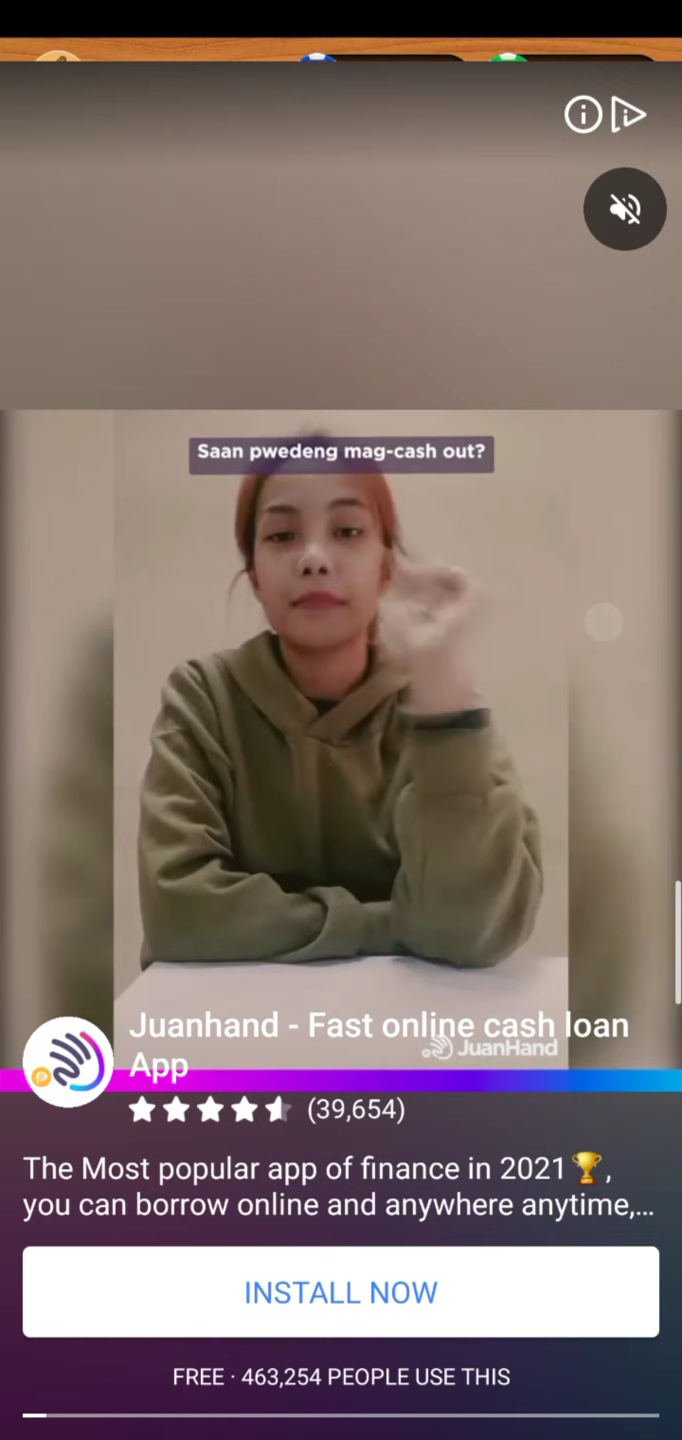 Saan pwedeng mag-cash out?
Juanhand - Fast online cash loan
App
JuanHand
(39,654)
The Most popular app of finance in 2021🏆,
you can borrow online and anywhere anytime,...
INSTALL NOW
FREE · 463,254 PEOPLE USE THIS